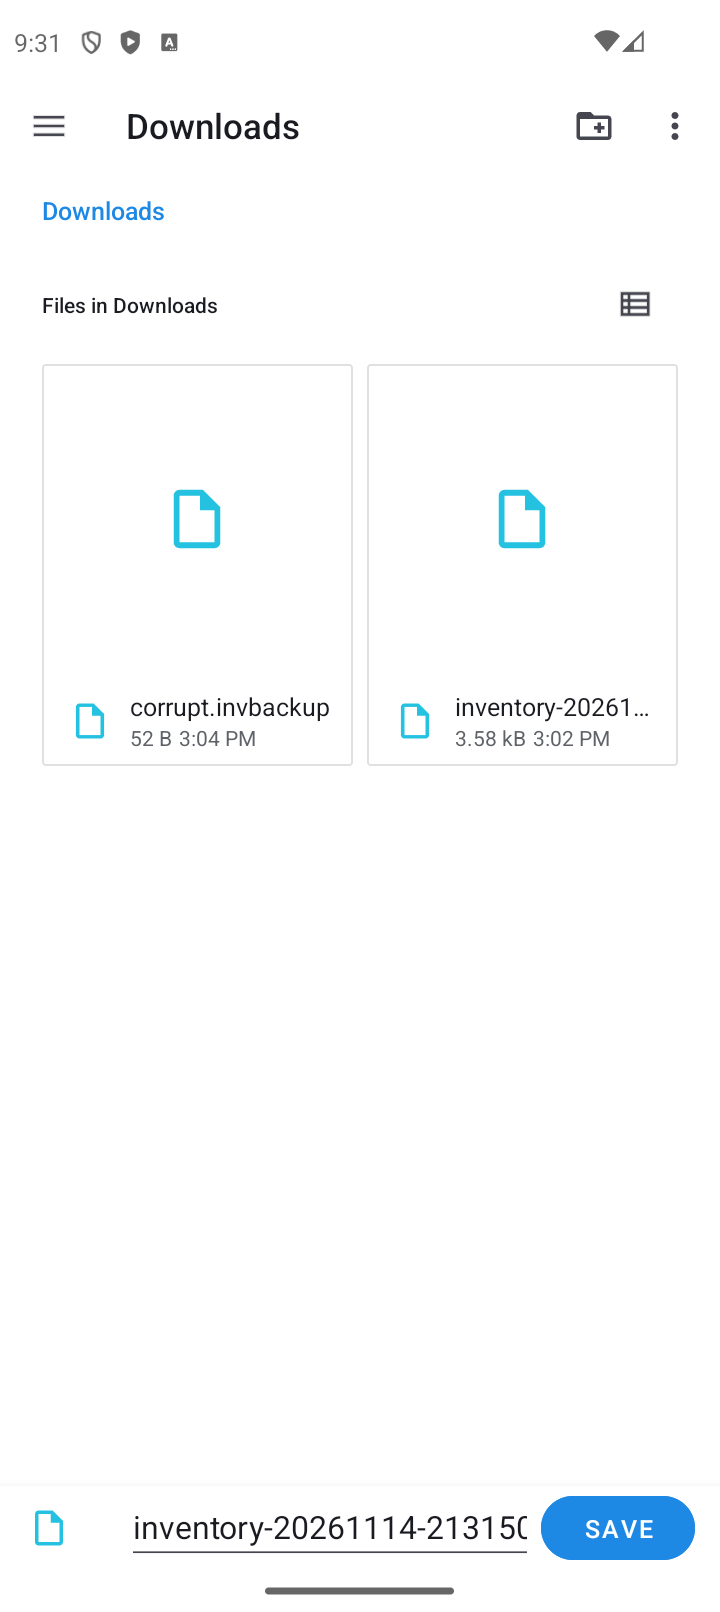 9:31
Downloads
Downloads
Files in Downloads
corrupt.invbackup
52 B 3:04 PM
inventory-20261...
3.58 kB 3:02 PM
inventory-20261114-213150
SAVE